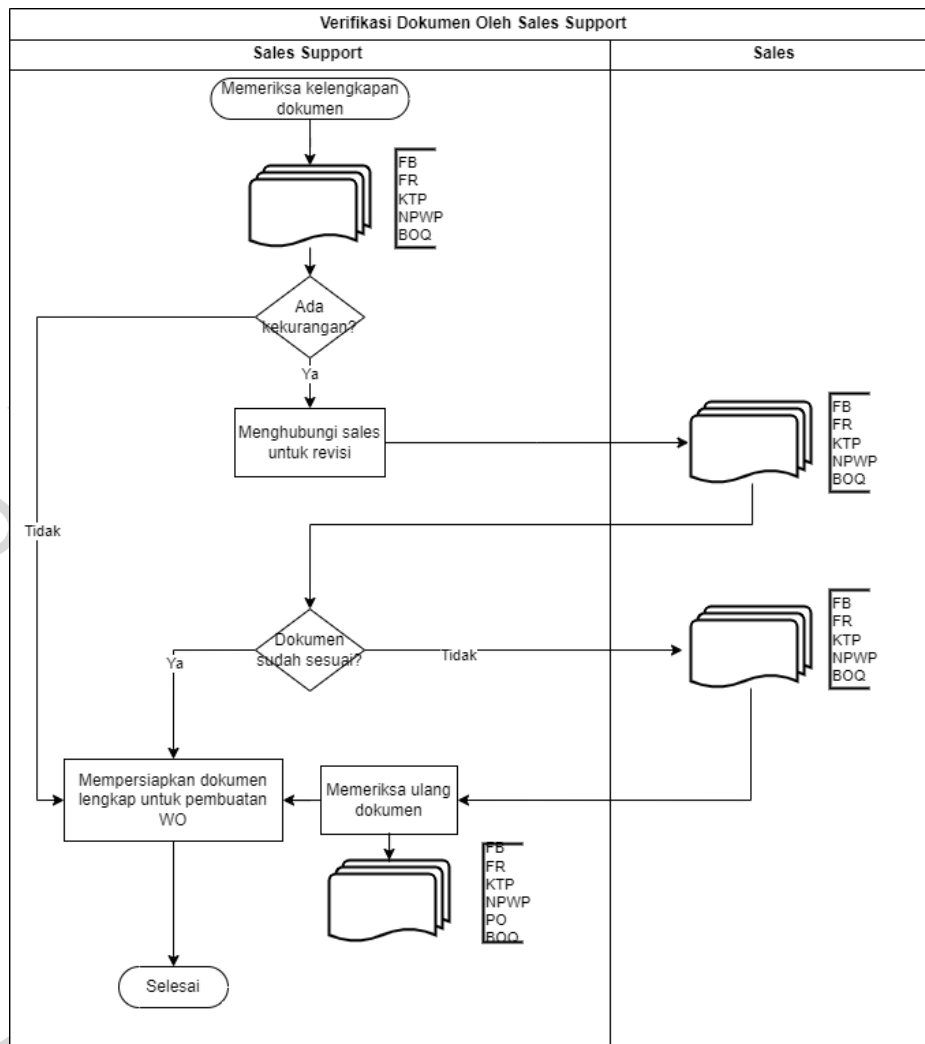 Verifikasi Dokumen Oleh Sales Support
Sales Support
Sales
Memeriksa kelengkapan
dokumen
FB
FR
KTP
NPWP
BOQ
Ada
kekurangan?
Ya
Menghubungi sales
untuk revisi
FB
FR
KTP
NPWP
BOQ
Tidak
Dokumen
sudah sesuai?
Ya
Tidak
FB
FR
KTP
NPWP
BOQ
Mempersiapkan dokumen
lengkap untuk pembuatan
WO
Memeriksa ulang
dokumen
FB
FR
KTP
NPWP
PO
BOQ
Selesai